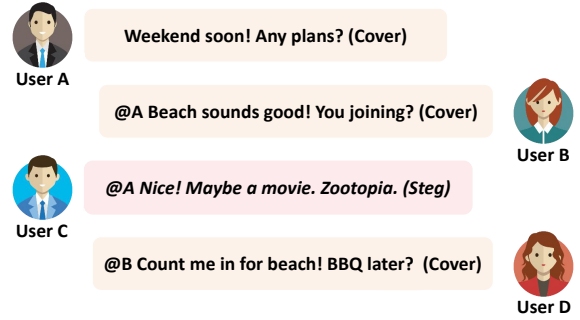 Weekend soon! Any plans? (Cover)
User A
@A Beach sounds good! You joining? (Cover)
User B
@A Nice! Maybe a movie. Zootopia. (Steg)
User C
@B Count me in for beach! BBQ later? (Cover)
User D